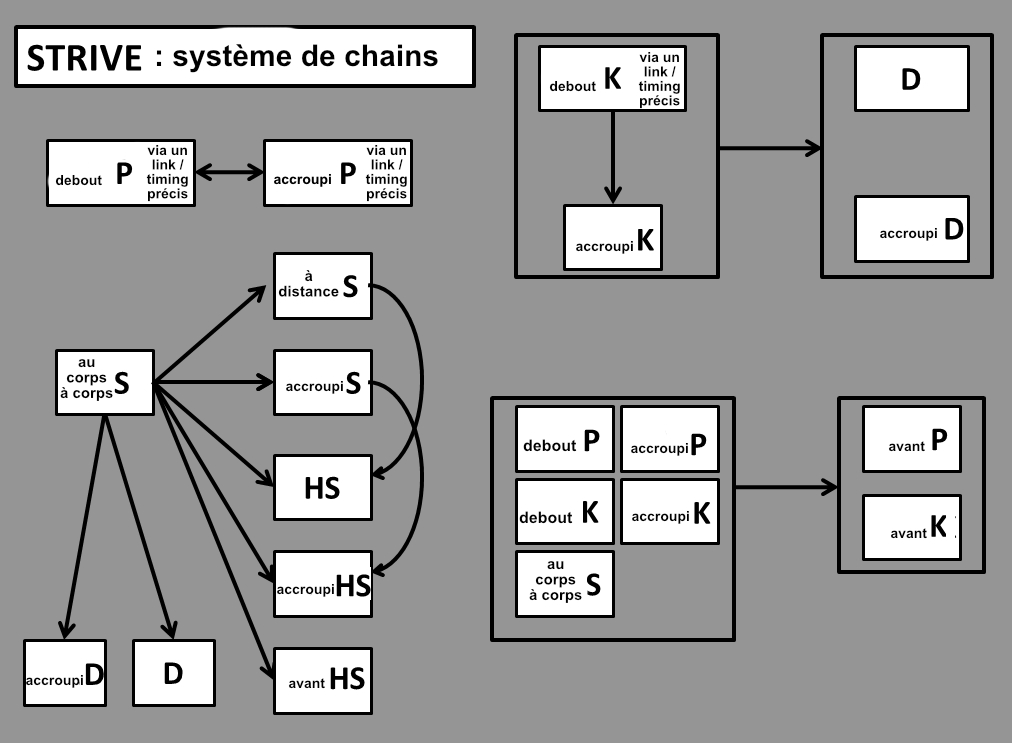 STRIVE : système de chains
debout P via un
link /
timing
précis
accroupi P via un
link /
timing
précis
à
distance S
au
corps
à corps S
accroupi S
HS
accroupi HS
avant HS
accroupi D
D
debout K via un
link /
timing
précis
accroupi K
D
accroupi D
debout P
accroupi P
debout K
accroupi K
au
corps
à corps S
avant P
avant K